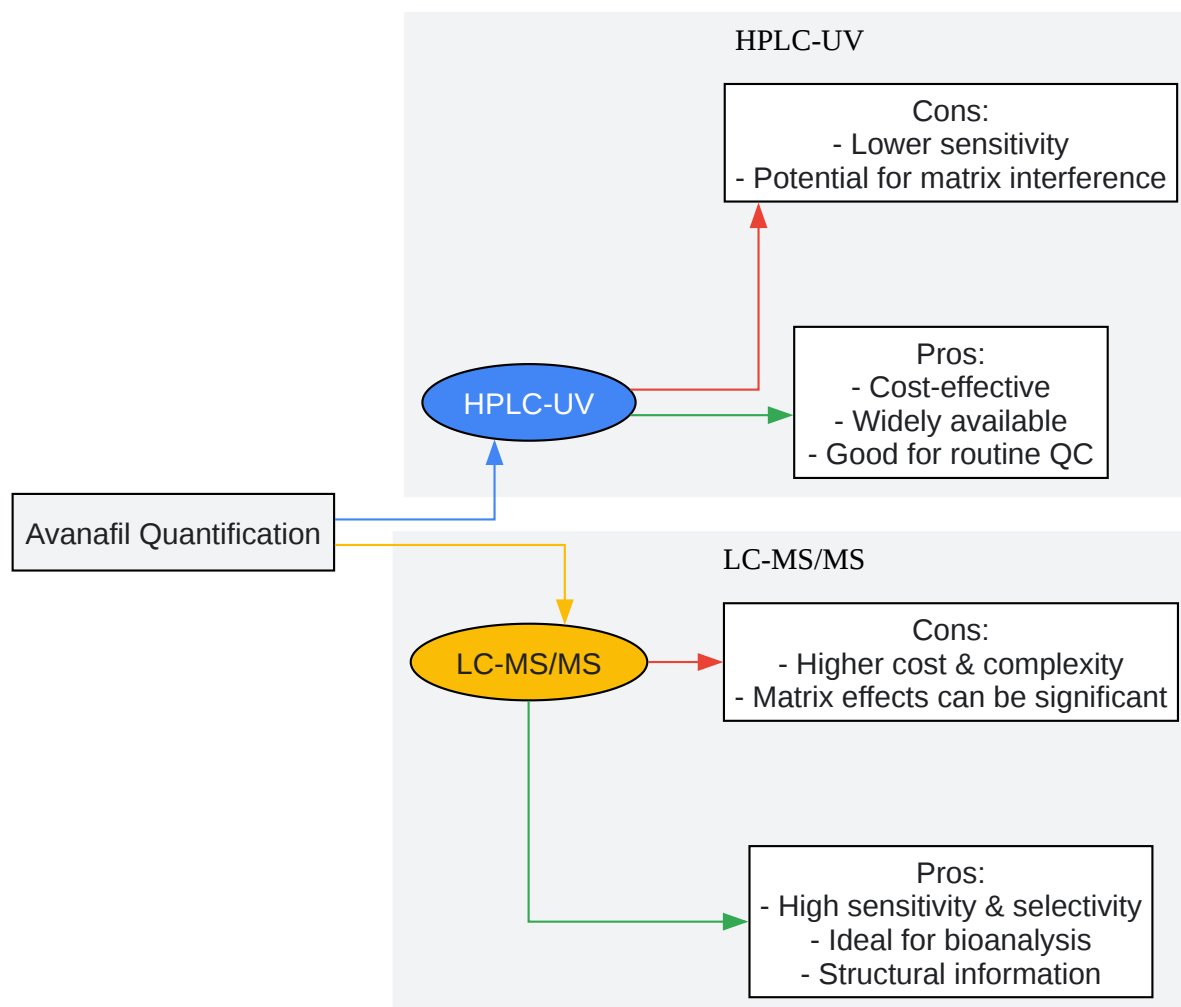 HPLC-UV
Cons:
- Lower sensitivity
- Potential for matrix interference
Pros:
- Cost-effective
- Widely available
- Good for routine QC
HPLC-UV
Avanafil Quantification
LC-MS/MS
Cons:
- Higher cost & complexity
- Matrix effects can be significant
LC-MS/MS
Pros:
- High sensitivity & selectivity
- Ideal for bioanalysis
- Structural information